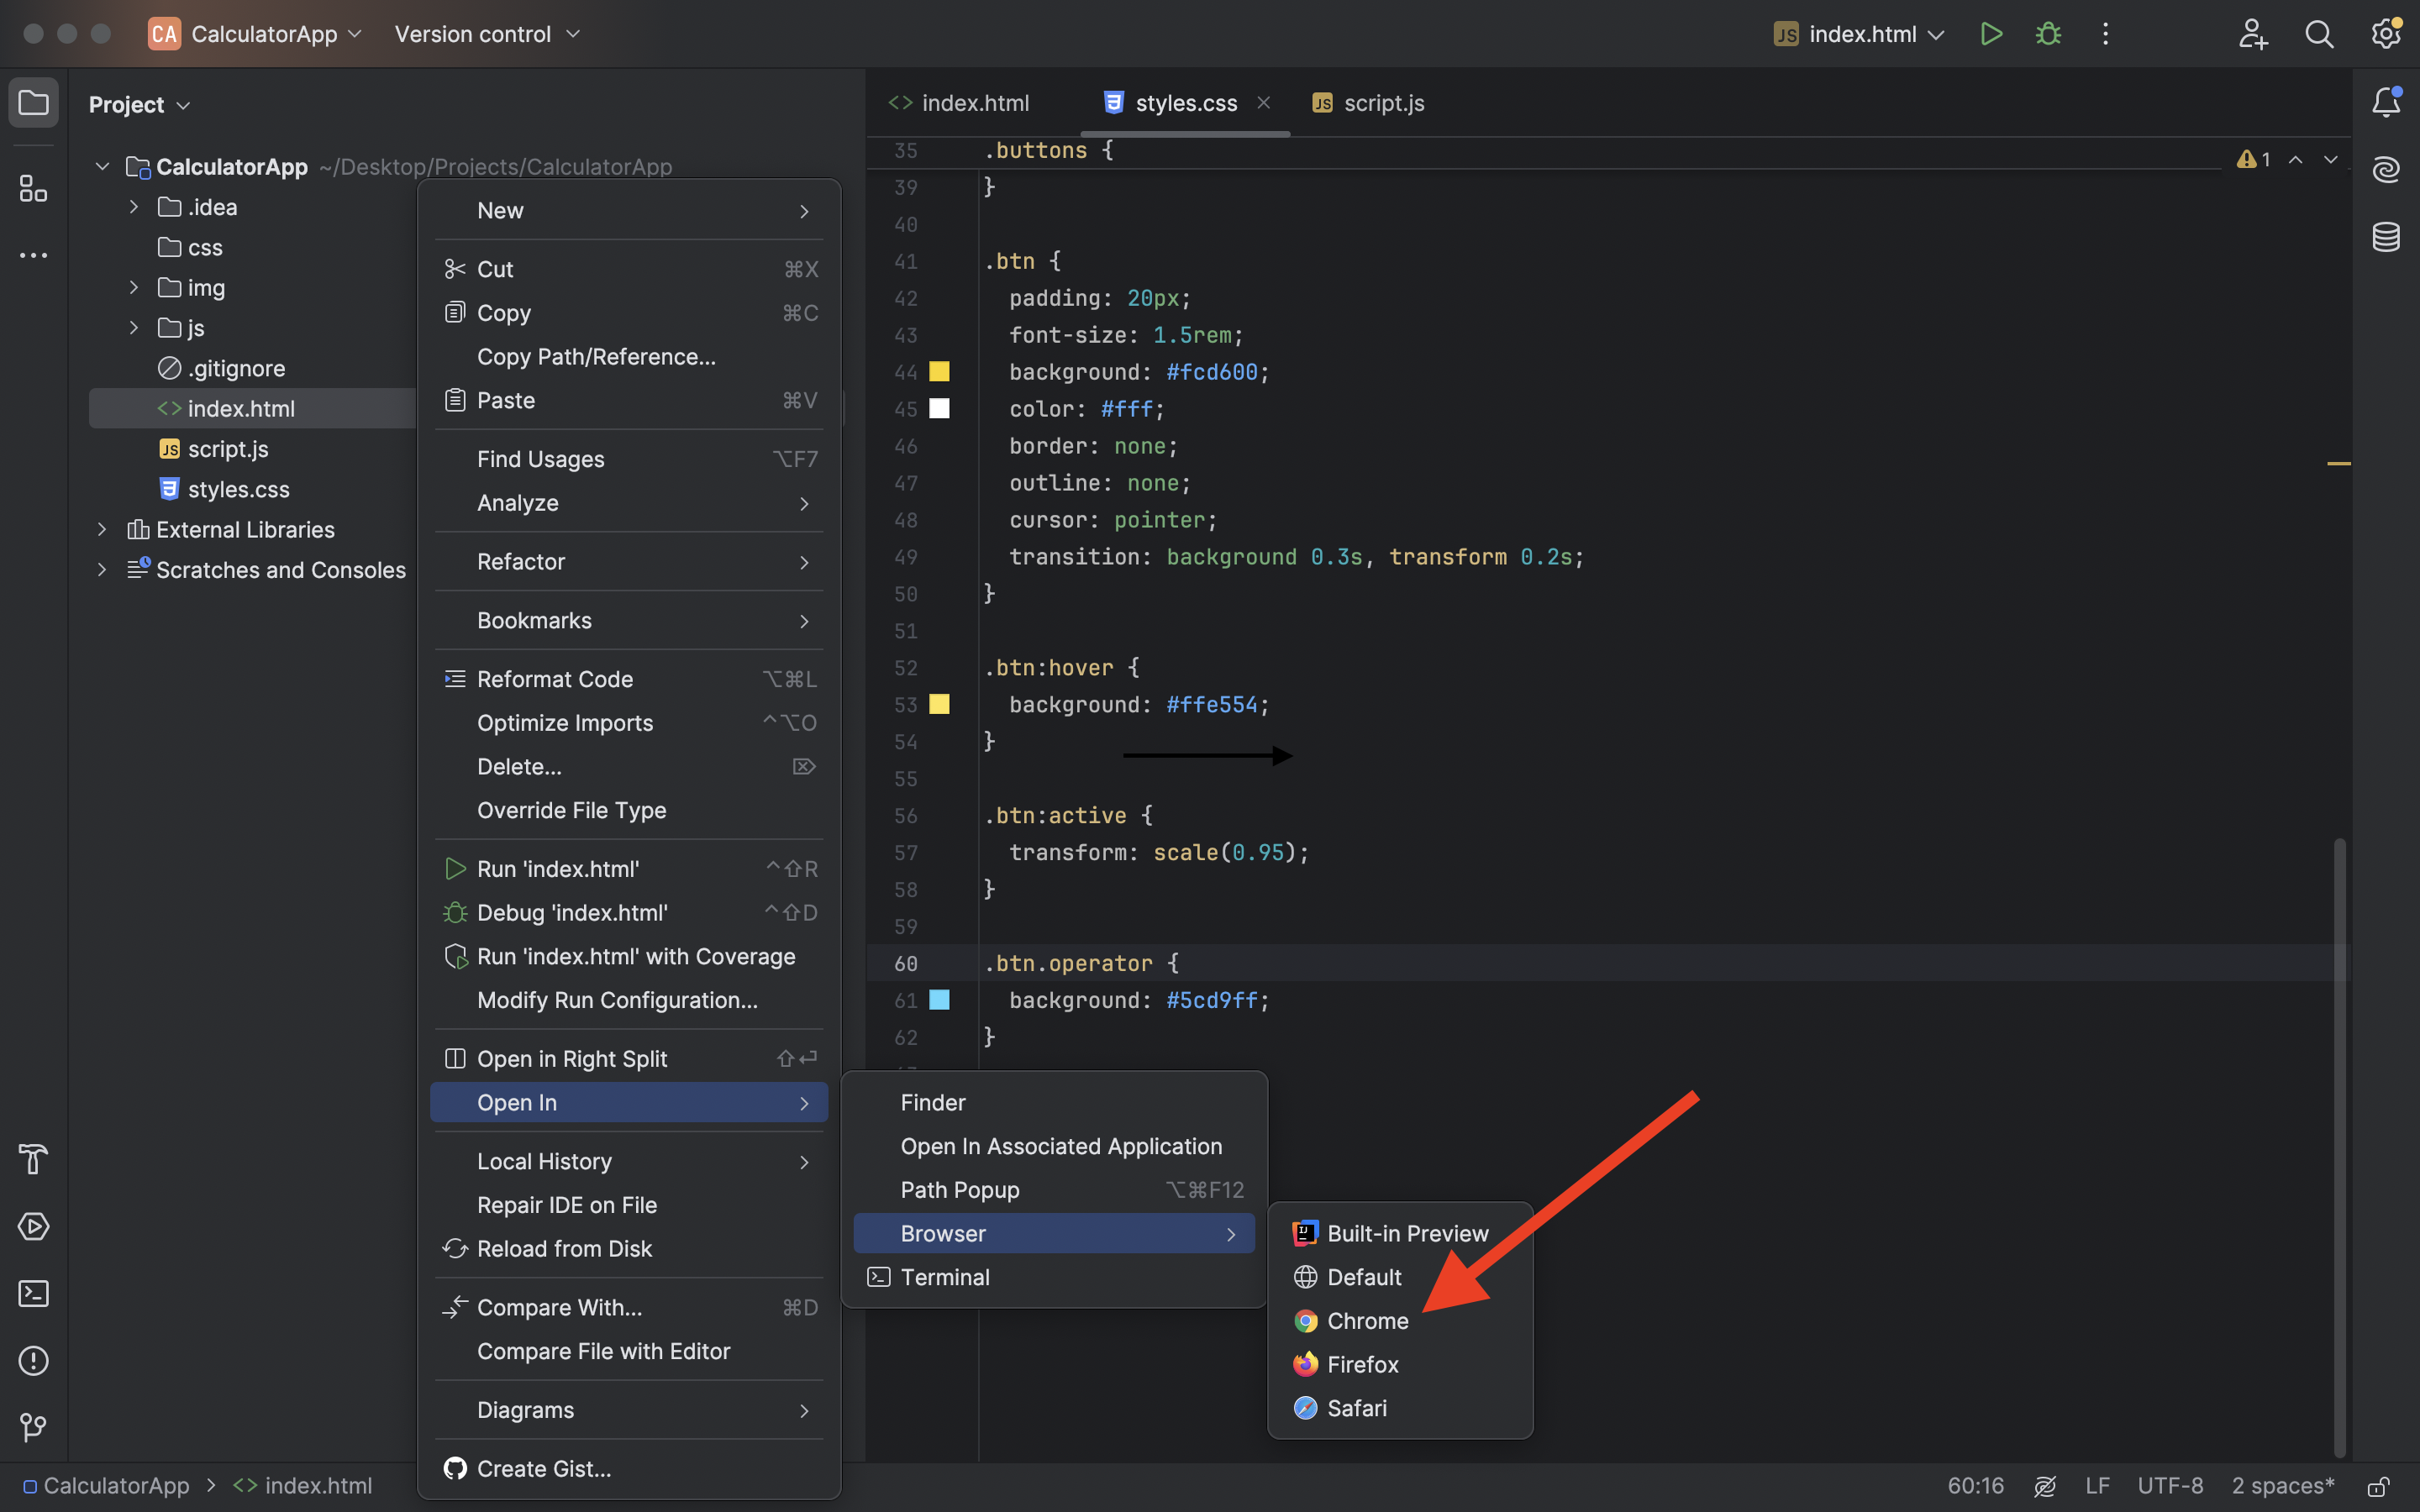 CA CalculatorApp Version control
JS index.html
Project
CalculatorApp ~/Desktop/Projects/CalculatorApp
.idea
css
img
js
.gitignore
index.html
JS script.js
styles.css
External Libraries
Scratches and Consoles
New
Cut ⌘X
Copy ⌘C
Copy Path/Reference...
Paste ⌘V
Find Usages ⌥F7
Analyze
Refactor
Bookmarks
Reformat Code ⌥⌘L
Optimize Imports ^⌥O
Delete... ⌦
Override File Type
Run 'index.html' ^⇧R
Debug 'index.html' ^⇧D
Run 'index.html' with Coverage
Modify Run Configuration...
Open in Right Split ⇧⏎
Open In
Local History
Repair IDE on File
Reload from Disk
Compare With... ⌘D
Compare File with Editor
Diagrams
Create Gist...
Finder
Open In Associated Application
Path Popup ⌥⌘F12
Browser
Terminal
Built-in Preview
Default
Chrome
Firefox
Safari
index.html styles.css JS script.js
1
35 .buttons {
39 }
40
41 .btn {
42 padding: 20px;
43 font-size: 1.5rem;
44 background: #fcd600;
45 color: #fff;
46 border: none;
47 outline: none;
48 cursor: pointer;
49 transition: background 0.3s, transform 0.2s;
50 }
51
52 .btn:hover {
53 background: #ffe554;
54 }
55
56 .btn:active {
57 transform: scale(0.95);
58 }
59
60 .btn.operator {
61 background: #5cd9ff;
62 }
CalculatorApp > index.html
60:16 LF UTF-8 2 spaces*